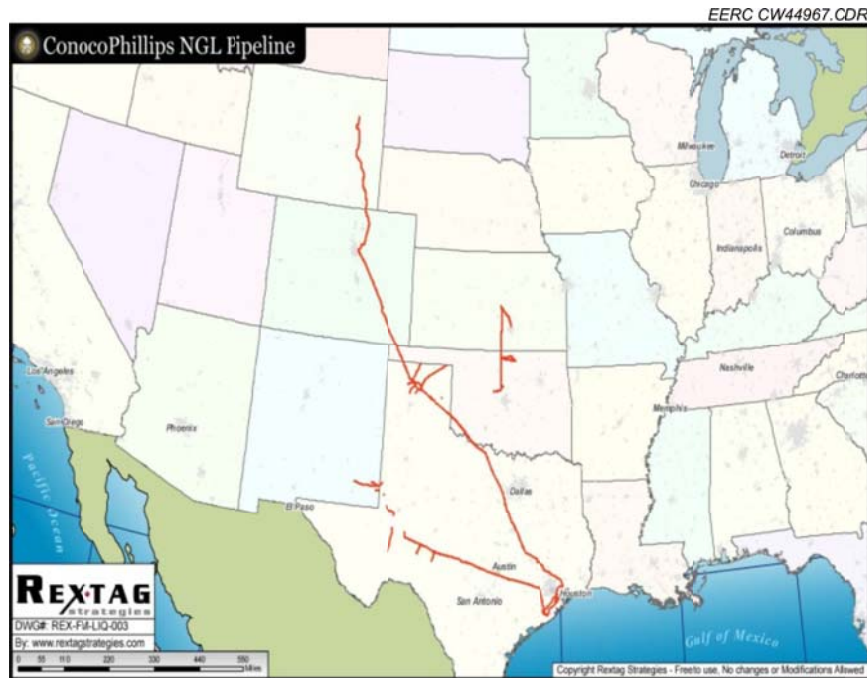 EERC CW44967.CDR
ConocoPhillips NGL Pipeline
Milwaukee
Detroit
Chicago
Columbus
Indianapolis
Los Angeles
Nashville
Charlotte
San Diego
Phoenix
Memphis
Dallas
El Paso
Austin
Houston
San Antonio
Pacific Ocean
Gulf of Mexico
REXTAG
strategies
DWG#: REX-FM-LIQ-003
By: www.rextagstrategies.com
0 55 110 220 330 440 550
Miles
Copyright Rextag Strategies - Free to use, No changes or Modifications Allowed